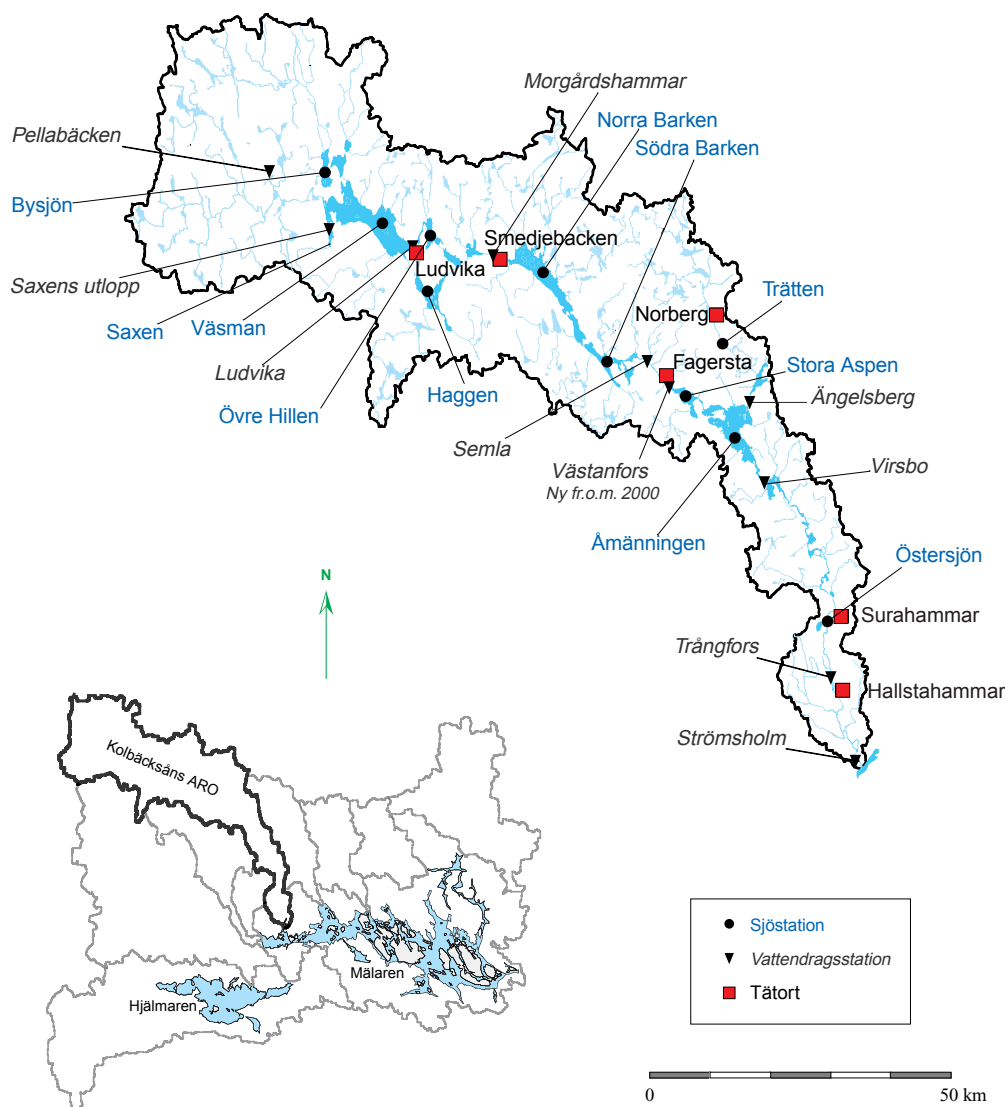 Morgårdshammar
Norra Barken
Södra Barken
Pellabäcken
Bysjön
Smedjebacken
Ludvika
Saxens utlopp
Trätten
Norberg
Saxen
Väsman
Fagersta
Stora Aspen
Ludvika
Haggen
Ängelsberg
Övre Hillen
Semla
Västanfors
Ny fr.o.m. 2000
Virsbo
Åmänningen
Östersjön
N
Surahammar
Trångfors
Hallstahammar
Strömsholm
Kolbäcksåns ARO
Mälaren
Hjälmaren
Sjöstation
Vattendragsstation
Tätort
0
50 km